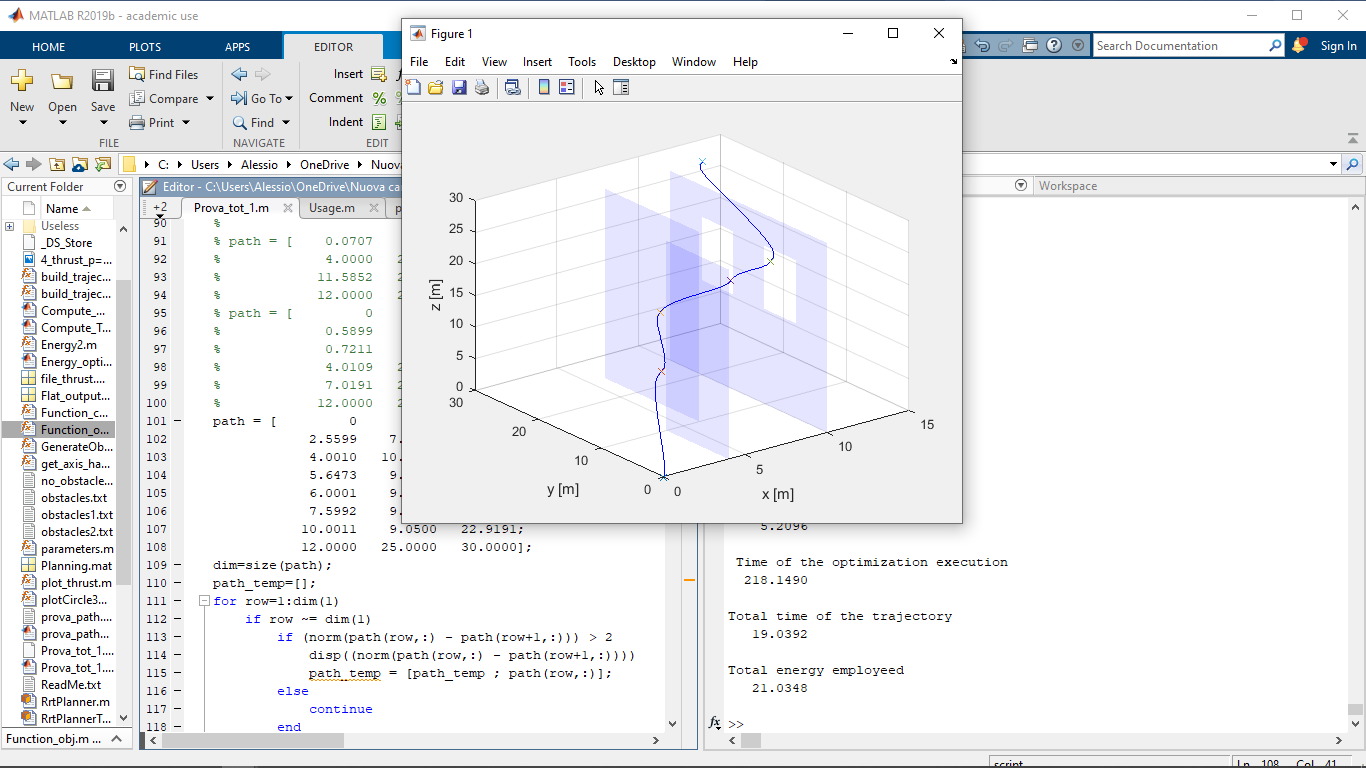 MATLAB R2019b - academic use
HOME PLOTS APPS EDITOR
Search Documentation
Sign In
New Open Save
Find Files
Compare
Print
FILE
Go To
Find
NAVIGATE
Insert
Comment
Indent
EDIT
C: Users Alessio OneDrive
Current Folder
Name
Useless
_DS_Store
4_thrust_p=...
build_trajec...
build_trajec...
Compute_...
Compute_T...
Energy2.m
Energy_opti...
file_thrust....
Flat_output...
Function_c...
Function_o...
GenerateOb...
get_axis_ha...
no_obstacle...
obstacles.txt
obstacles1.txt
obstacles2.txt
parameters.m
Planning.mat
plot_thrust.m
plotCircle3...
prova_path....
prova_path...
Prova_tot_1....
Prova_tot_1....
ReadMe.txt
RrtPlanner.m
RrtPlannerT...
Function_obj.m ...
Editor - C:\Users\Alessio\OneDrive\Nuova ca
+2 Prova_tot_1.m Usage.m
90 %
91 % path = [ 0.0707
92 % 4.0000 2
93 % 11.5852 2
94 % 12.0000 2
95 % path = [ 0
96 % 0.5899
97 % 0.7211
98 % 4.0109 2
99 % 7.0191 2
100 % 12.0000 2
101 path = [ 0
102 2.5599 7.
103 4.0010 10.
104 5.6473 9.
105 6.0001 9.
106 7.5992 9.
107 10.0011 9.0500 22.9191;
108 12.0000 25.0000 30.0000];
109 dim=size(path);
110 path_temp=[];
111 for row=1:dim(1)
112 if row ~= dim(1)
113 if (norm(path(row,:) - path(row+1,:))) > 2
114 disp((norm(path(row,:) - path(row+1,:))))
115 path_temp = [path_temp ; path(row,:)];
116 else
117 continue
118 end
Figure 1
File Edit View Insert Tools Desktop Window Help
30
25
20
15
10
5
0
z [m]
30
20
10
0
y [m]
0
5
10
15
x [m]
Workspace
5.2096
Time of the optimization execution
218.1490
Total time of the trajectory
19.0392
Total energy employeed
21.0348
fx >>
script
Ln 108 Col 41